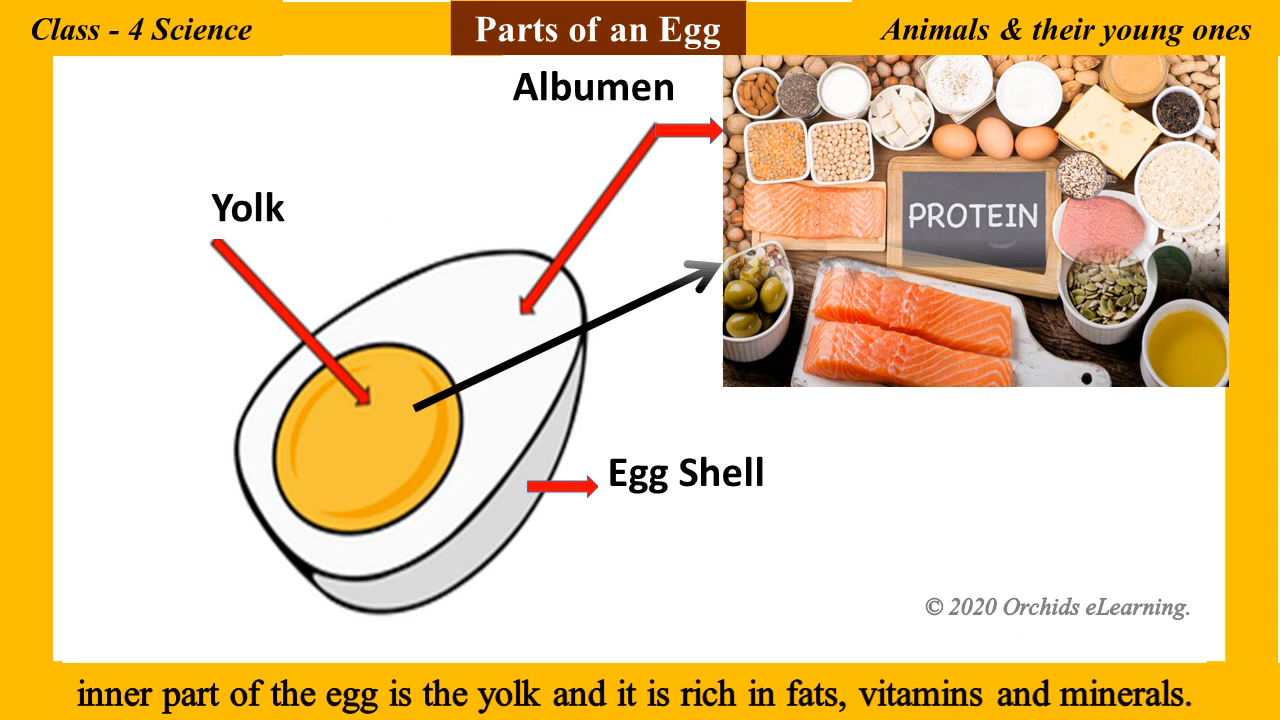 Class - 4 Science
Parts of an Egg
Animals & their young ones
Albumen
Yolk
PROTEIN
Egg Shell
© 2020 Orchids eLearning.
inner part of the egg is the yolk and it is rich in fats, vitamins and minerals.